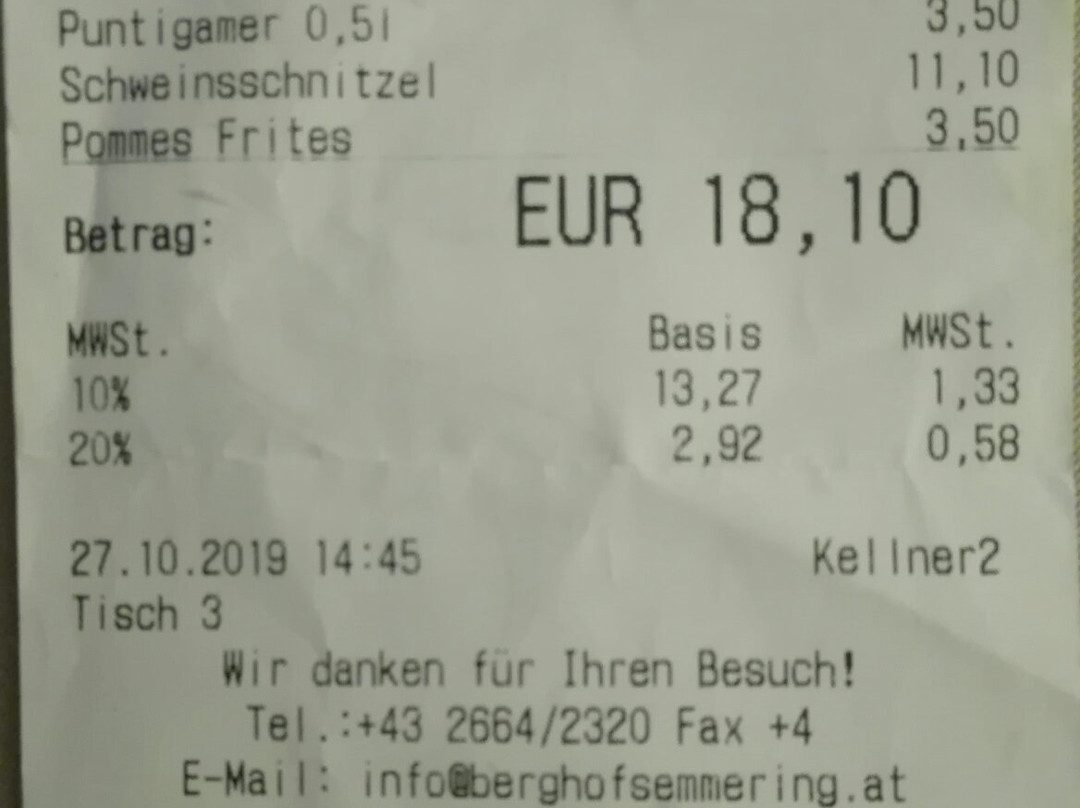 Puntigamer 0,5l 3,50
Schweinsschnitzel 11,10
Pommes Frites 3,50
Betrag: EUR 18,10
MWSt. Basis MWSt.
10% 13,27 1,33
20% 2,92 0,58
27.10.2019 14:45 Kellner2
Tisch 3
Wir danken für Ihren Besuch!
Tel.:+43 2664/2320 Fax +4
E-Mail: info@berghofsemmering.at